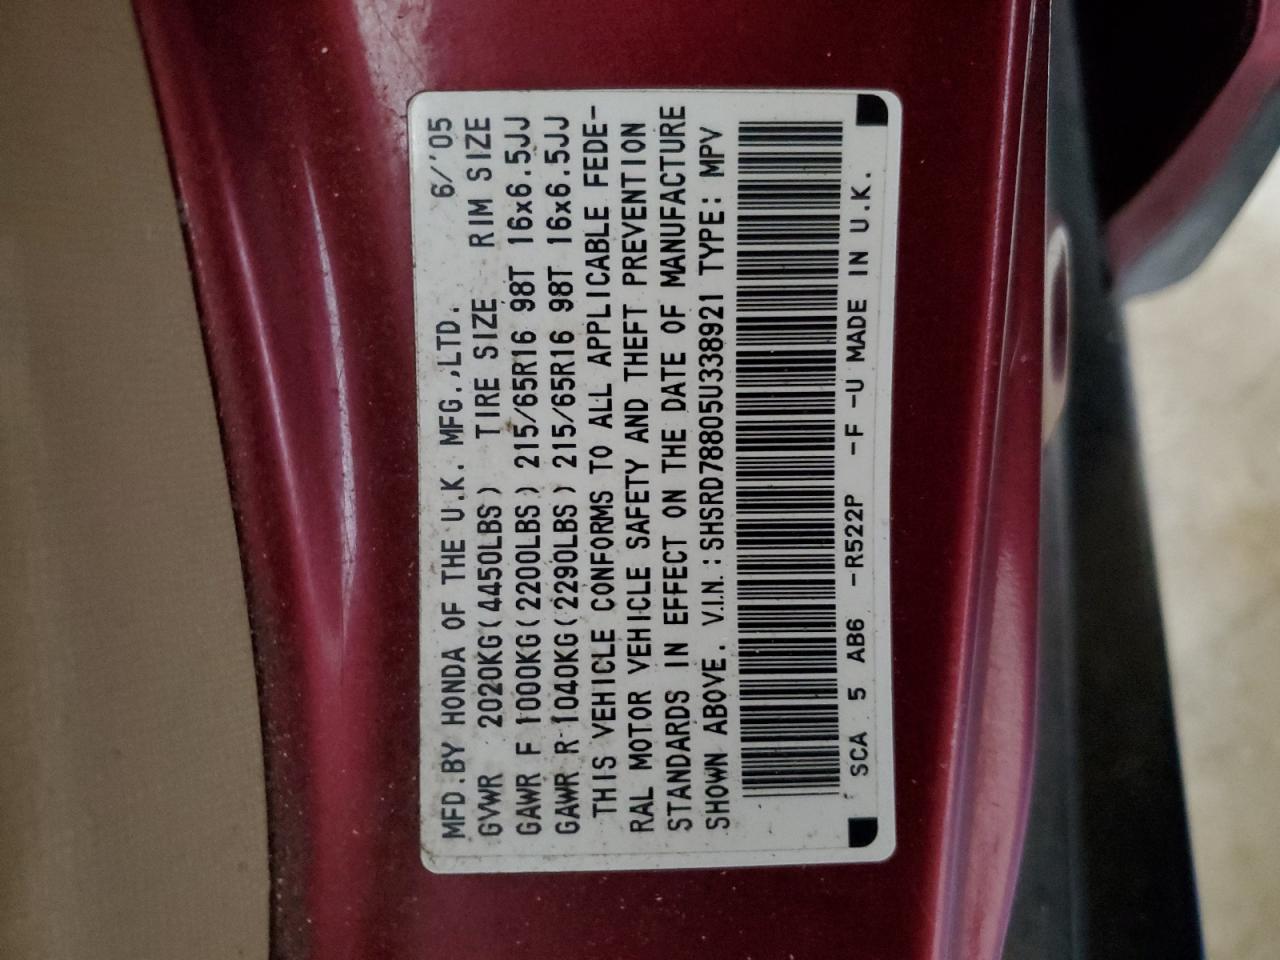 MFD.BY HONDA OF THE U.K. MFG.,LTD. 6/'05
GVWR 2020KG(4450LBS) TIRE SIZE RIM SIZE
GAWR F 1000KG(2200LBS) 215/65R16 98T 16x6.5JJ
GAWR R 1040KG(2290LBS) 215/65R16 98T 16x6.5JJ
THIS VEHICLE CONFORMS TO ALL APPLICABLE FEDE-
RAL MOTOR VEHICLE SAFETY AND THEFT PREVENTION
STANDARDS IN EFFECT ON THE DATE OF MANUFACTURE
SHOWN ABOVE. V.I.N.:SHSRD78805U338921 TYPE: MPV
SCA 5 AB6 -R522P -F -U MADE IN U.K.